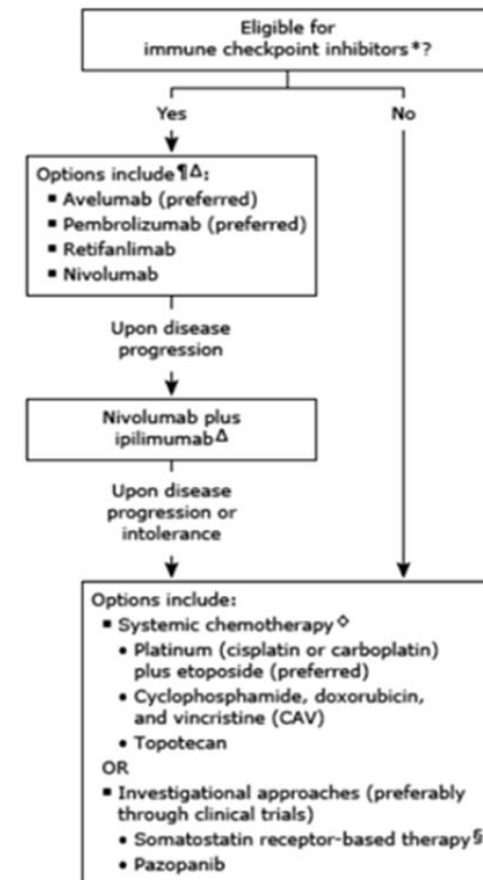 Eligible for
immune checkpoint inhibitors*?
Yes
No
Options include¶Δ:
▪ Avelumab (preferred)
▪ Pembrolizumab (preferred)
▪ Retifanlimab
▪ Nivolumab
Upon disease
progression
Nivolumab plus
ipilimumabΔ
Upon disease
progression or
intolerance
Options include:
▪ Systemic chemotherapy◇
• Platinum (cisplatin or carboplatin)
plus etoposide (preferred)
• Cyclophosphamide, doxorubicin,
and vincristine (CAV)
• Topotecan
OR
▪ Investigational approaches (preferably
through clinical trials)
• Somatostatin receptor-based therapy§
• Pazopanib